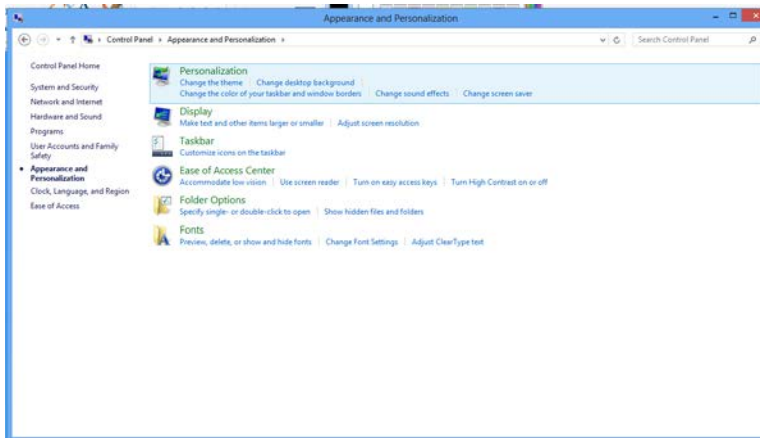 Appearance and Personalization
Control Panel Appearance and Personalization
Search Control Panel
Control Panel Home
System and Security
Network and Internet
Hardware and Sound
Programs
User Accounts and Family
Safety
Appearance and
Personalization
Clock, Language, and Region
Ease of Access
Personalization
Change the theme Change desktop background
Change the color of your taskbar and window borders Change sound effects Change screen saver
Display
Make text and other items larger or smaller Adjust screen resolution
Taskbar
Customize icons on the taskbar
Ease of Access Center
Accommodate low vision Use screen reader Turn on easy access keys Turn High Contrast on or off
Folder Options
Specify single- or double-click to open Show hidden files and folders
Fonts
Preview, delete, or show and hide fonts Change Font Settings Adjust ClearType text